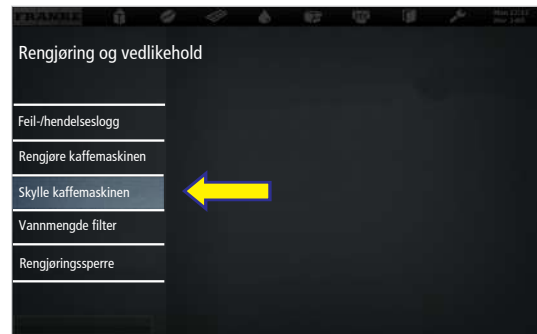 FRANKE
Rengjøring og vedlikehold
Feil-/hendelseslogg
Rengjøre kaffemaskinen
Skylle kaffemaskinen
Vannmengde filter
Rengjøringssperre